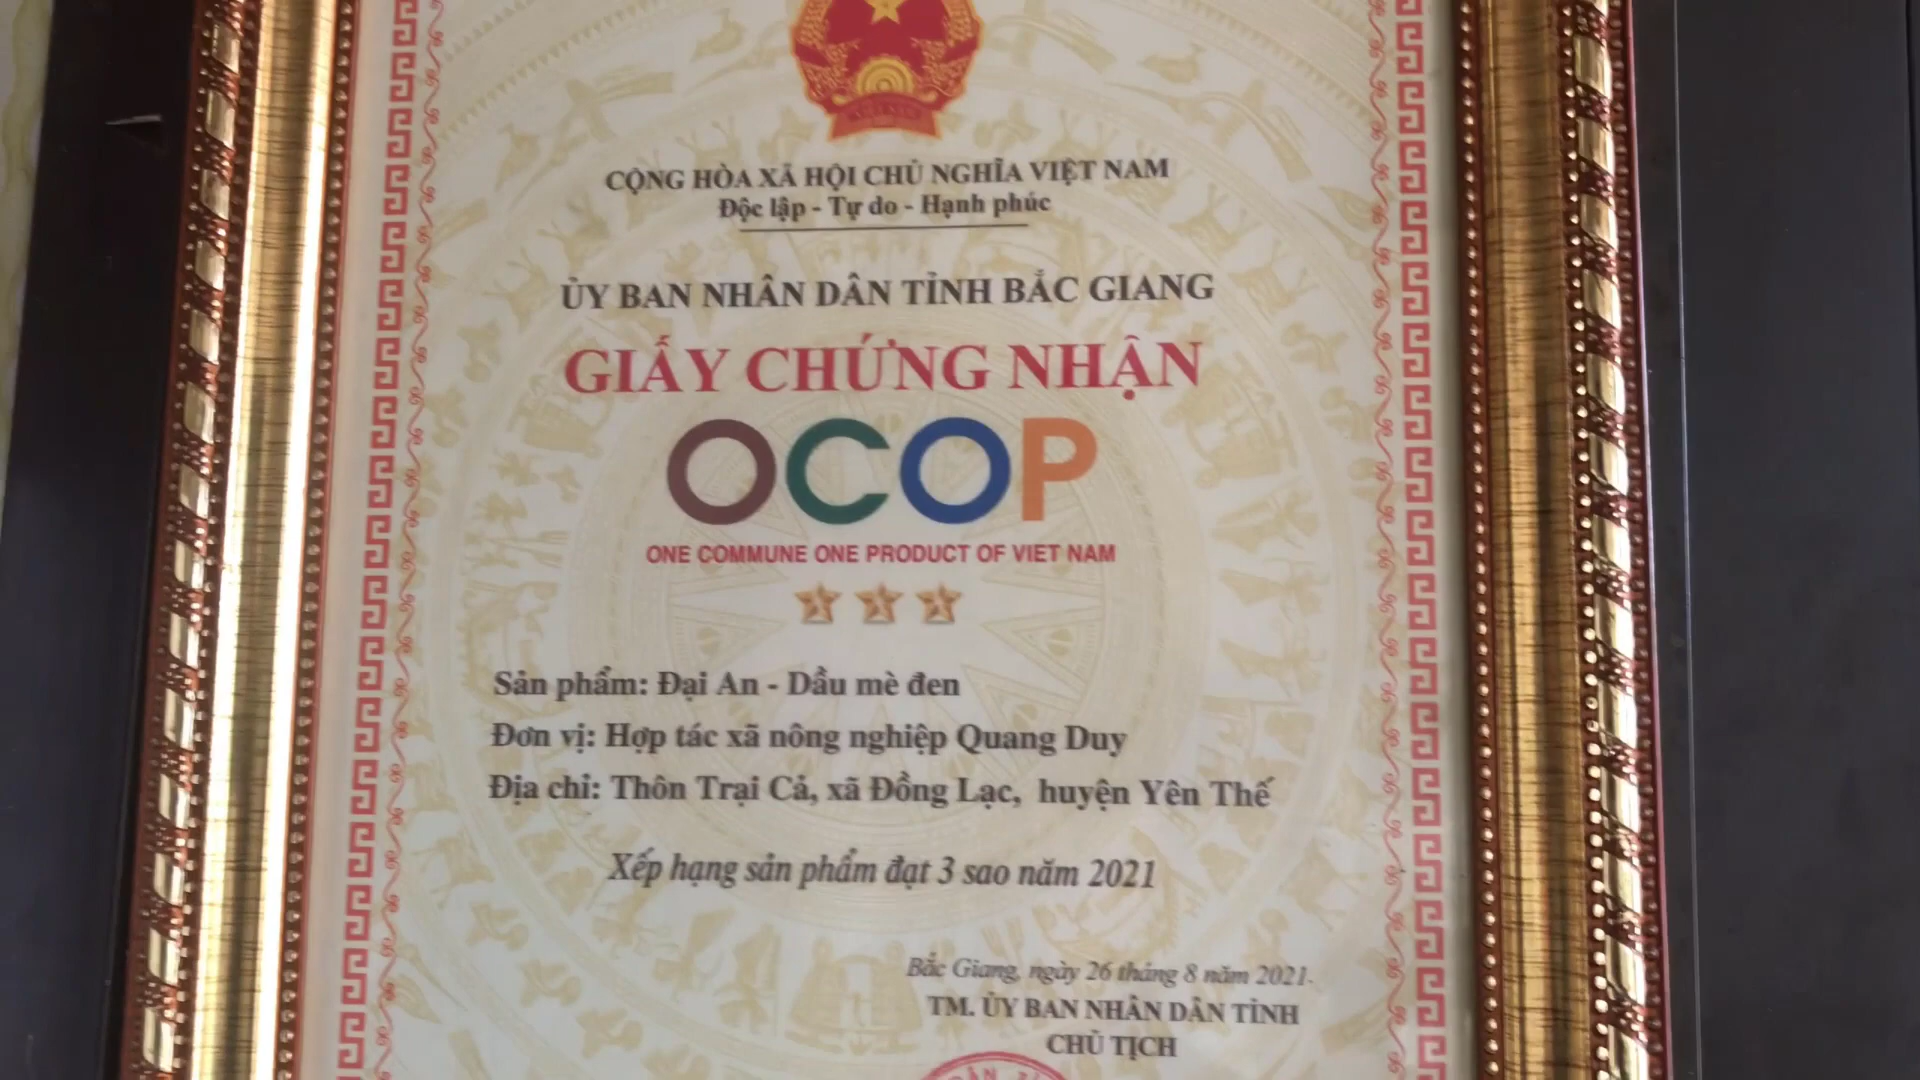 CỘNG HÒA XÃ HỘI CHỦ NGHĨA VIỆT NAM
Độc lập - Tự do - Hạnh phúc
ỦY BAN NHÂN DÂN TỈNH BẮC GIANG
GIẤY CHỨNG NHẬN
OCOP
ONE COMMUNE ONE PRODUCT OF VIET NAM
Sản phẩm: Đại An - Dầu mè đen
Đơn vị: Hợp tác xã nông nghiệp Quang Duy
Địa chỉ: Thôn Trại Cả, xã Đồng Lạc, huyện Yên Thế
Xếp hạng sản phẩm đạt 3 sao năm 2021
Bắc Giang, ngày 26 tháng 8 năm 2021.
TM. ỦY BAN NHÂN DÂN TỈNH
CHỦ TỊCH